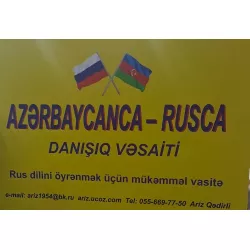 AZƏRBAYCANCA – RUSCA
DANIŞIQ VƏSAİTİ
Rus dilini öyrənmək üçün mükəmməl vasitə
e-mail: ariz1954@bk.ru ariz.ucoz.com Tel: 055-669-77-50 Ariz Qədirli